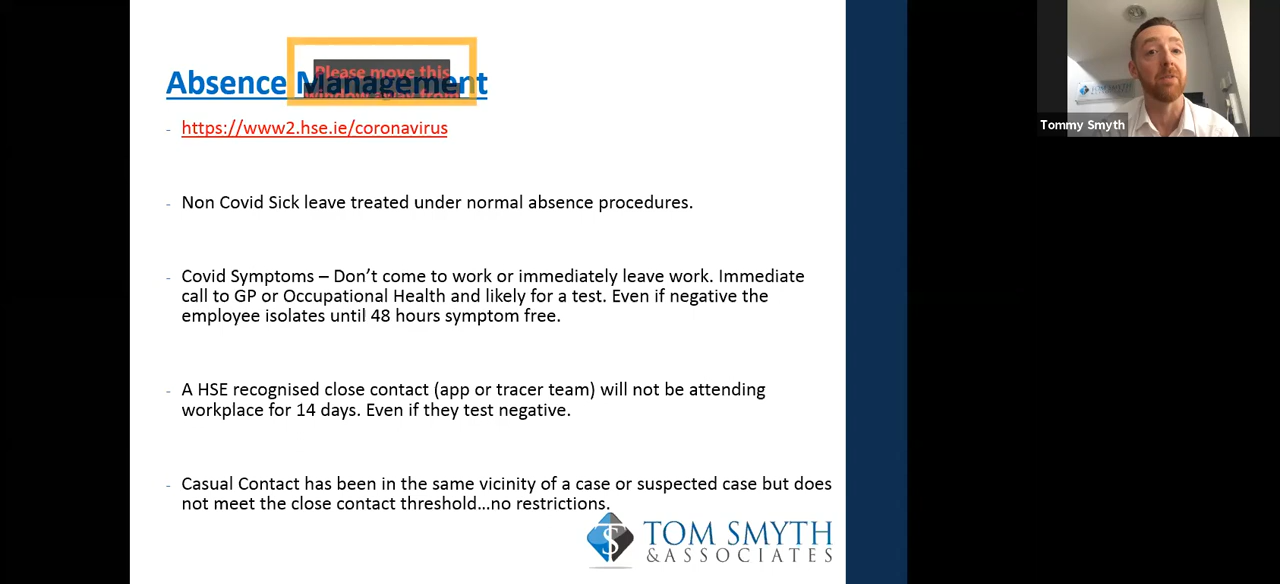 Absence Management
Please move this
window away from
- https://www2.hse.ie/coronavirus
- Non Covid Sick leave treated under normal absence procedures.
- Covid Symptoms – Don’t come to work or immediately leave work. Immediate
call to GP or Occupational Health and likely for a test. Even if negative the
employee isolates until 48 hours symptom free.
- A HSE recognised close contact (app or tracer team) will not be attending
workplace for 14 days. Even if they test negative.
- Casual Contact has been in the same vicinity of a case or suspected case but does
not meet the close contact threshold…no restrictions.
TOM SMYTH
& ASSOCIATES
Tommy Smyth